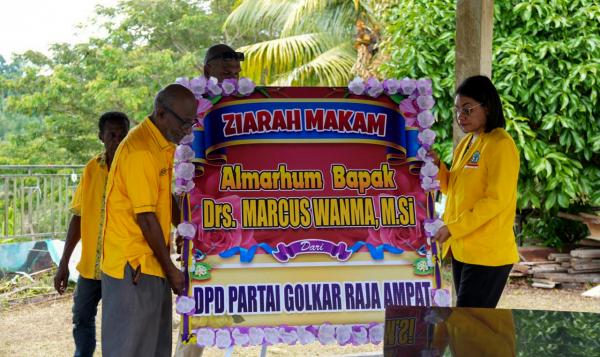 ZIARAH MAKAM
Almarhum Bapak
Drs. MARCUS WANMA, M.Si
Dari
DPD PARTAI GOLKAR RAJA AMPAT